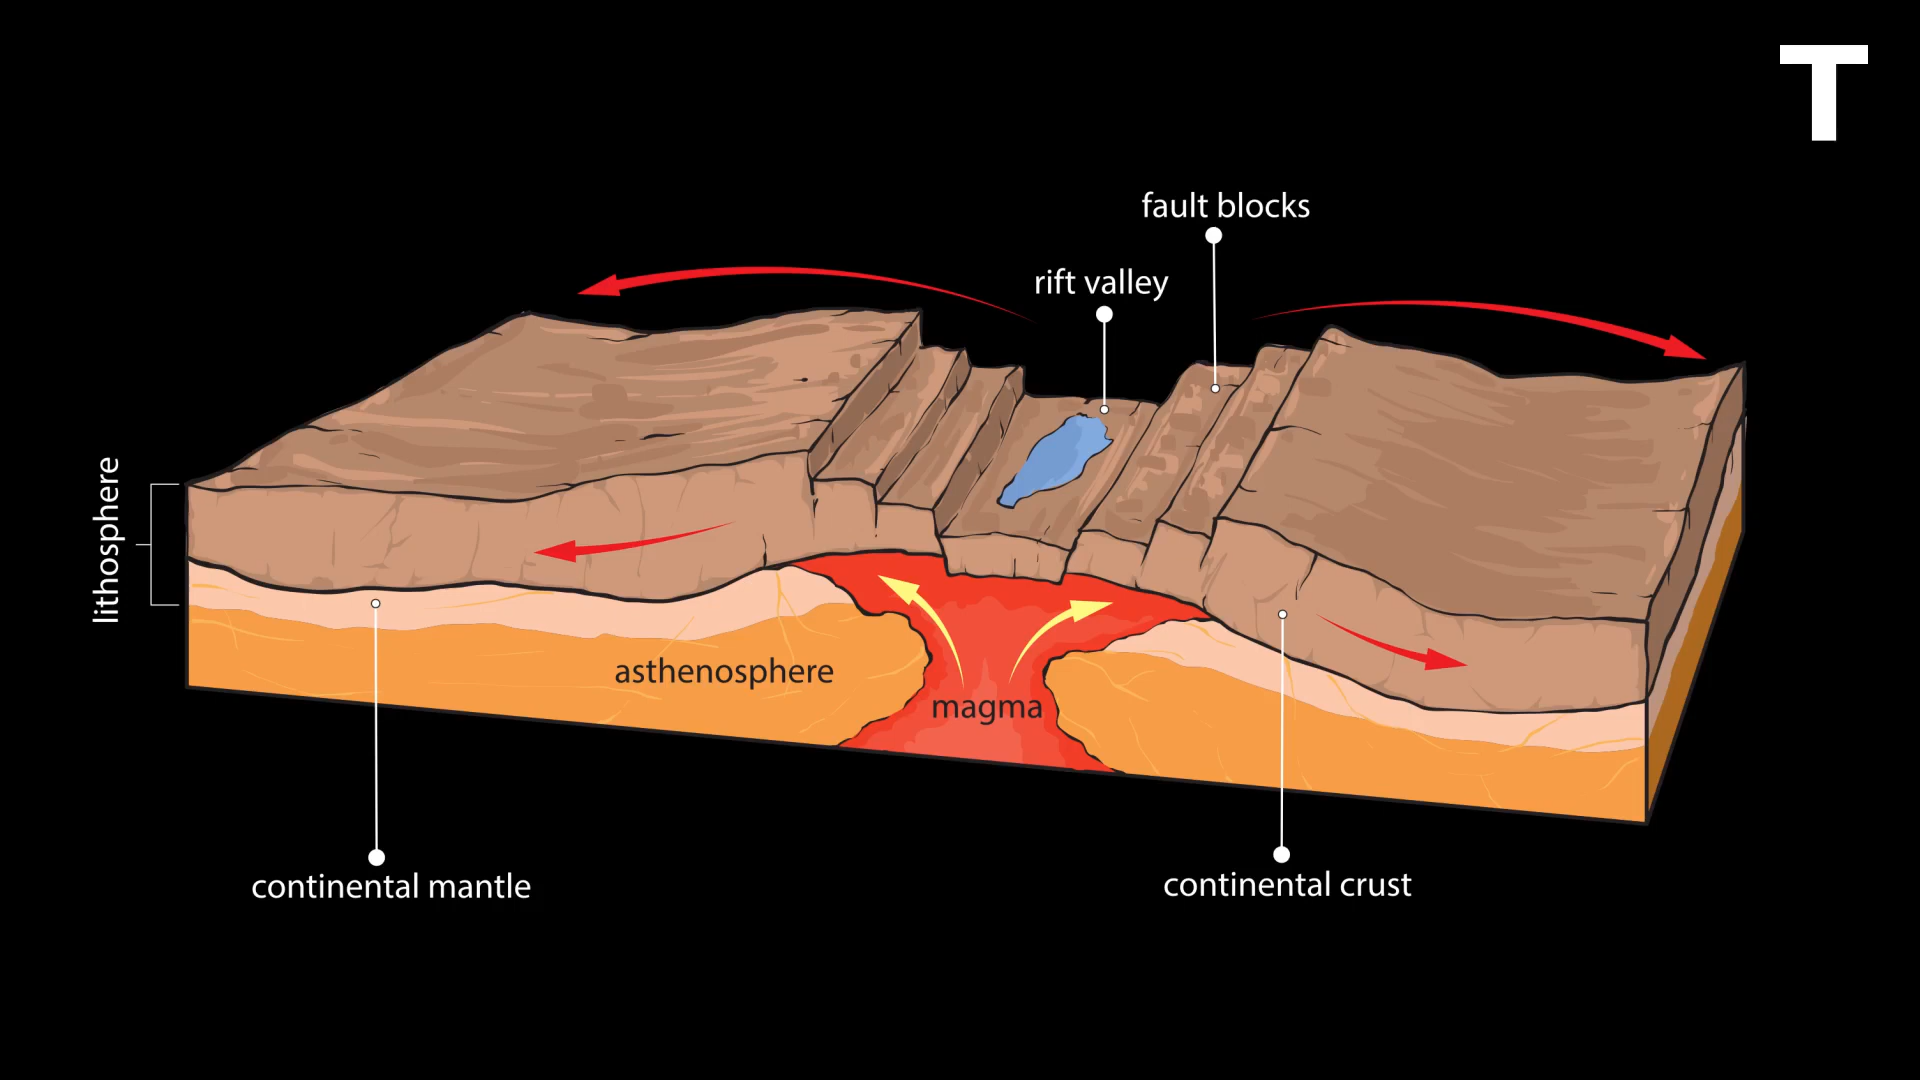 T
fault blocks
rift valley
lithosphere
asthenosphere
magma
continental mantle
continental crust